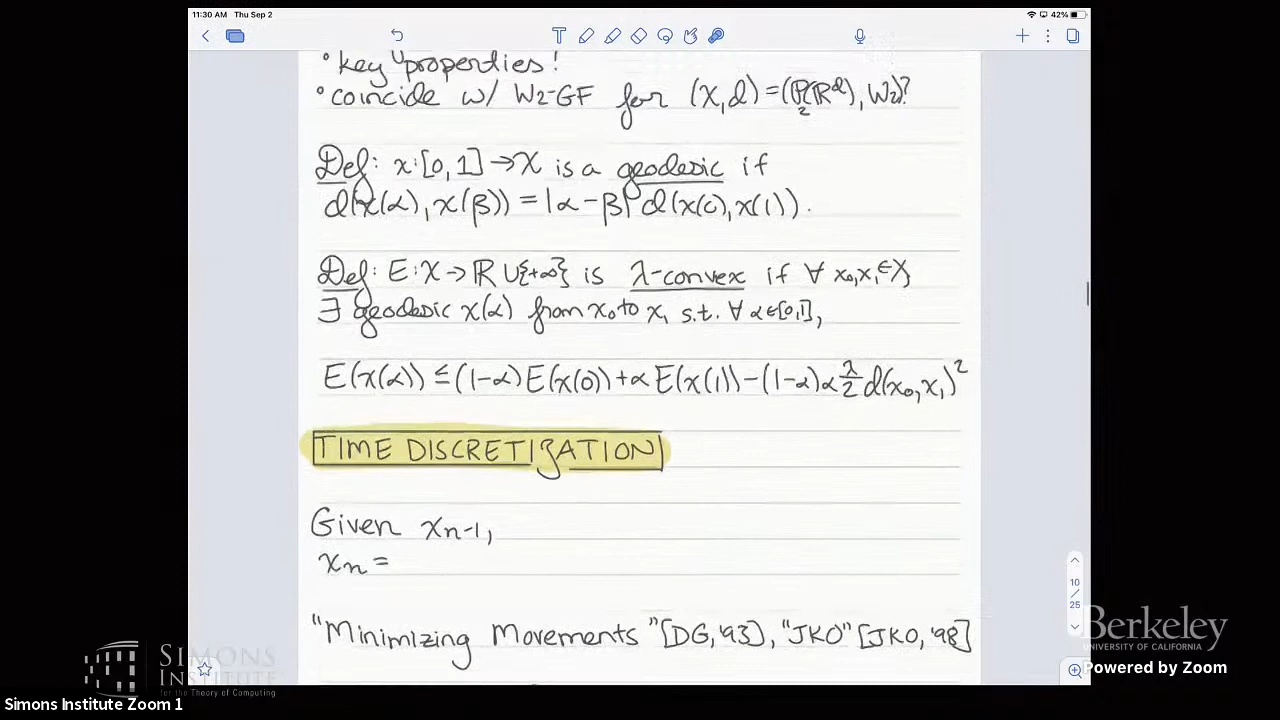 11:30 AM Thu Sep 2
42%
• key properties!
• coincide w/ W₂-GF for (X,d)=(P₂(ℝᵈ), W₂)?
Def: x:[0,1]→X is a geodesic if
d(x(α), x(β)) = |α-β| d(x(0), x(1)).
Def: E: X → ℝ ∪{+∞} is λ-convex if ∀ x₀,x₁∈X
∃ geodesic x(α) from x₀ to x₁ s.t. ∀ α∈[0,1],
E(x(α)) ≤ (1-α)E(x(0))+αE(x(1))-(1-α)α λ/2 d(x₀,x₁)²
TIME DISCRETIZATION
Given xₙ₋₁,
xₙ =
"Minimizing Movements" [DG,'93], "JKO" [JKO,'98]
10
/
25
SIMONS
INSTITUTE
for the Theory of Computing
Berkeley
UNIVERSITY OF CALIFORNIA
Powered by Zoom
Simons Institute Zoom 1